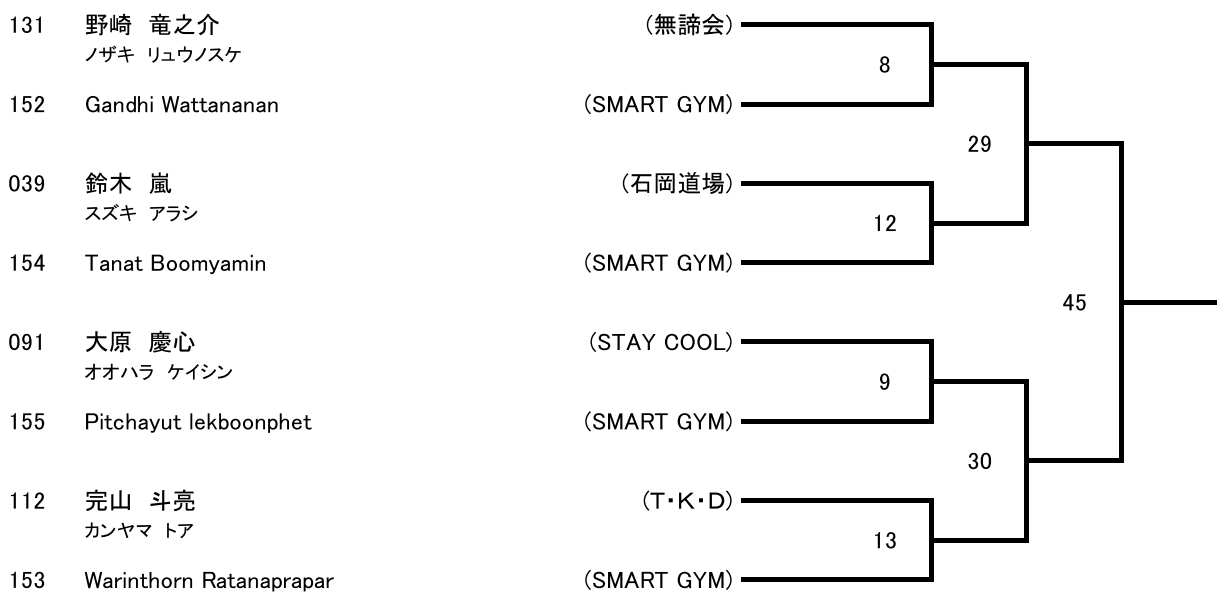 131 野崎　竜之介 (無諦会)
ノザキ　リュウノスケ
8
152 Gandhi Wattananan (SMART GYM)
29
039 鈴木　嵐 (石岡道場)
スズキ　アラシ
12
154 Tanat Boomyamin (SMART GYM)
45
091 大原　慶心 (STAY COOL)
オオハラ　ケイシン
9
155 Pitchayut lekboonphet (SMART GYM)
30
112 完山　斗亮 (T・K・D)
カンヤマ　トア
13
153 Warinthorn Ratanaprapar (SMART GYM)